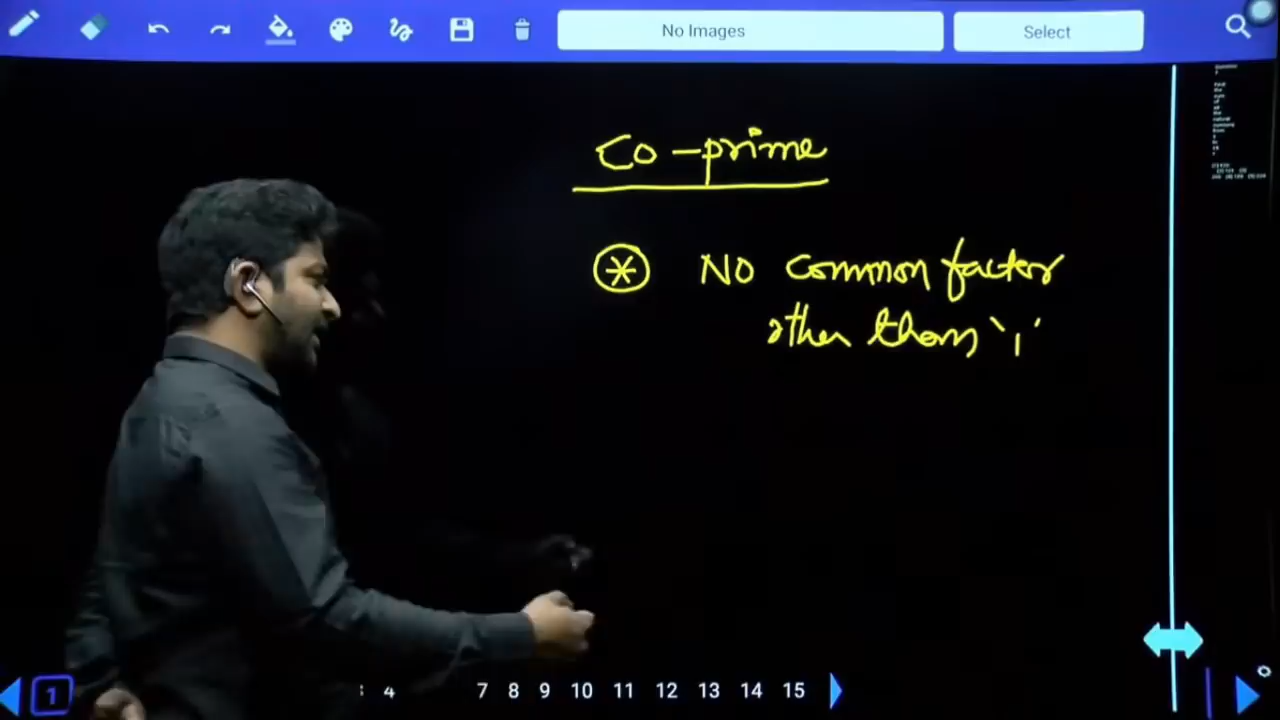 No Images
Select
Co-prime
* No common factor
other than '1'
1
4 7 8 9 10 11 12 13 14 15